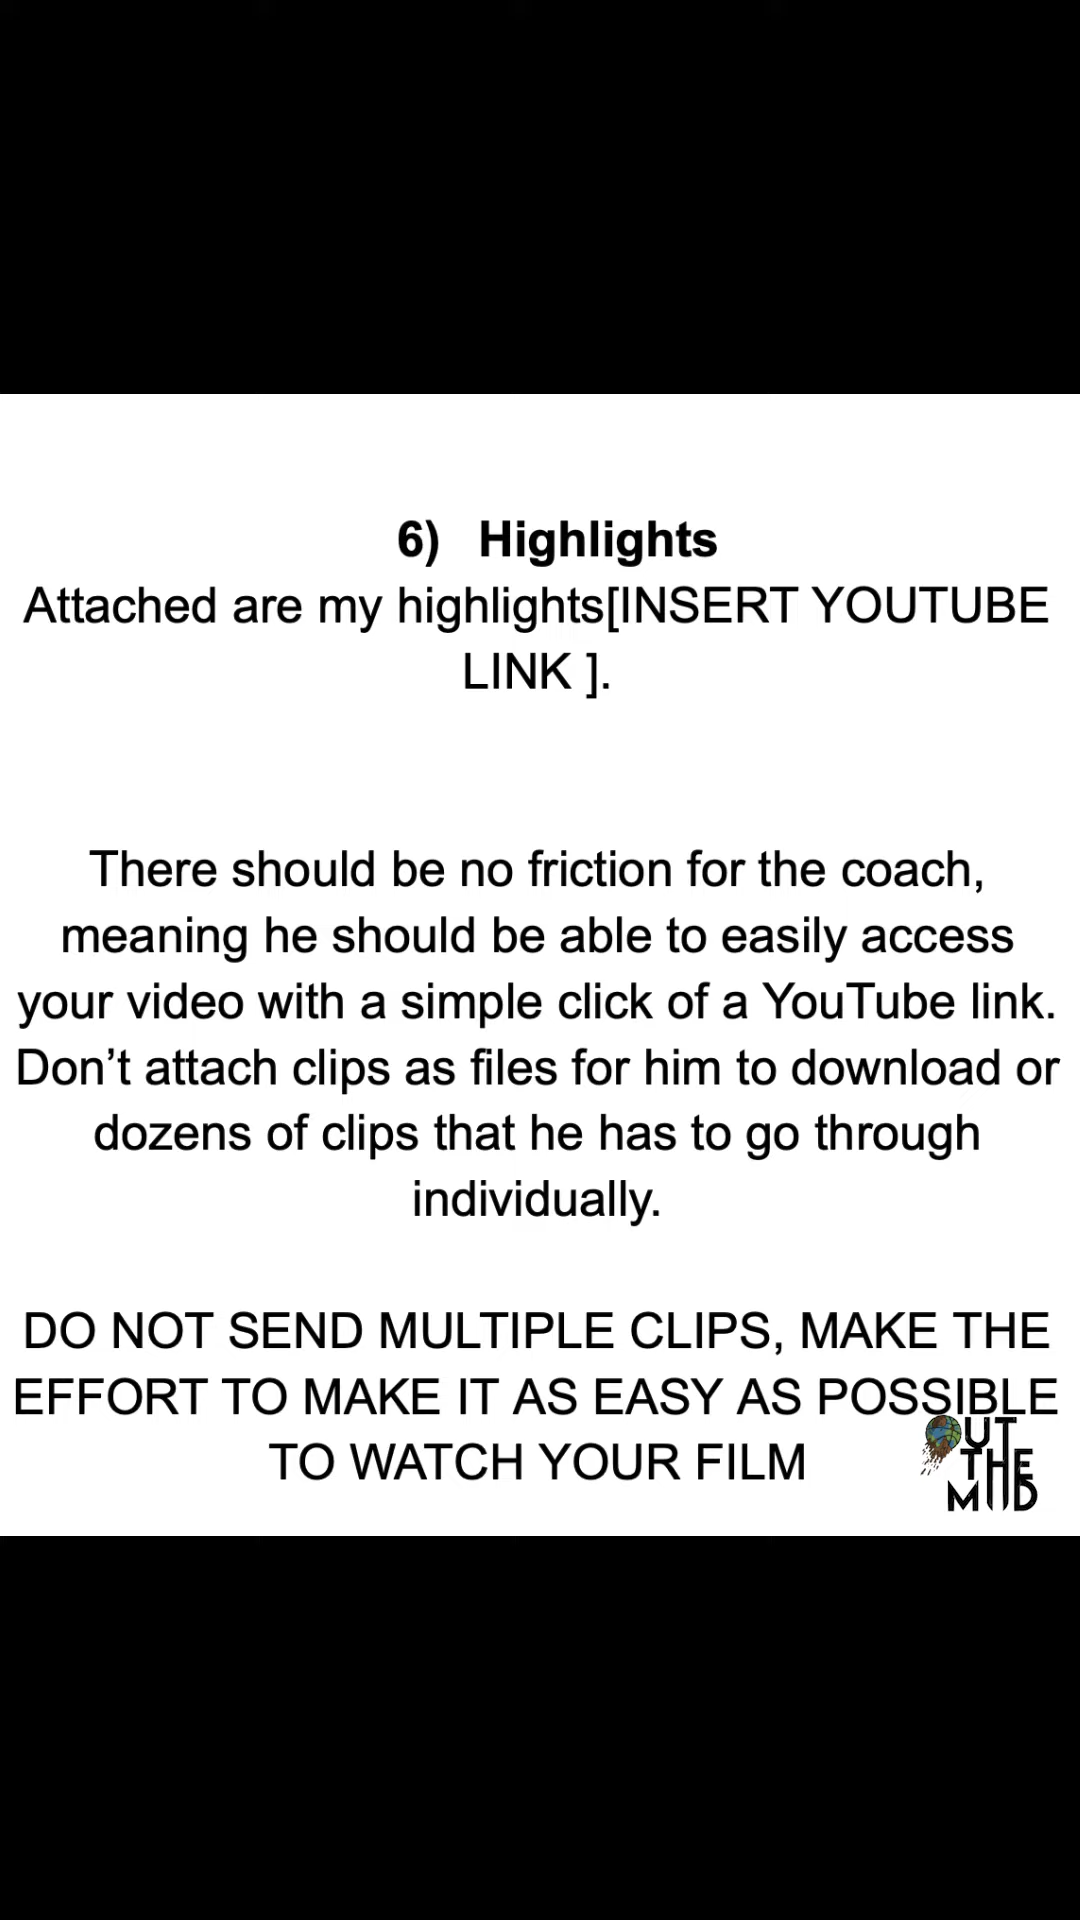 6) Highlights
Attached are my highlights[INSERT YOUTUBE
LINK ].
There should be no friction for the coach,
meaning he should be able to easily access
your video with a simple click of a YouTube link.
Don’t attach clips as files for him to download or
dozens of clips that he has to go through
individually.
DO NOT SEND MULTIPLE CLIPS, MAKE THE
EFFORT TO MAKE IT AS EASY AS POSSIBLE
TO WATCH YOUR FILM
OUT
THE
MUD